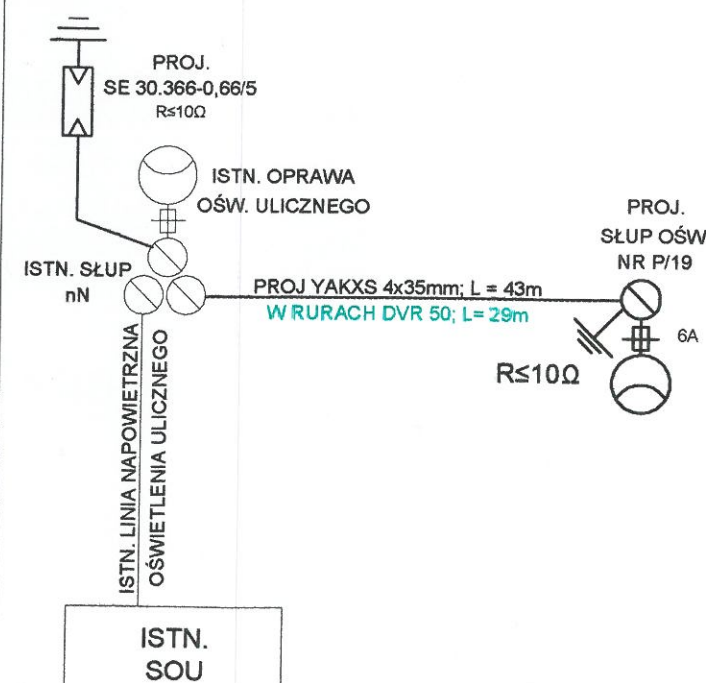 PROJ.
SE 30.366-0,66/5
R≤10Ω
ISTN. OPRAWA
OŚW. ULICZNEGO
PROJ.
SŁUP OŚW
NR P/19
ISTN. SŁUP
nN
PROJ YAKXS 4x35mm; L = 43m
W RURACH DVR 50; L= 29m
6A
R≤10Ω
ISTN. LINIA NAPOWIETRZNA
OŚWIETLENIA ULICZNEGO
ISTN.
SOU